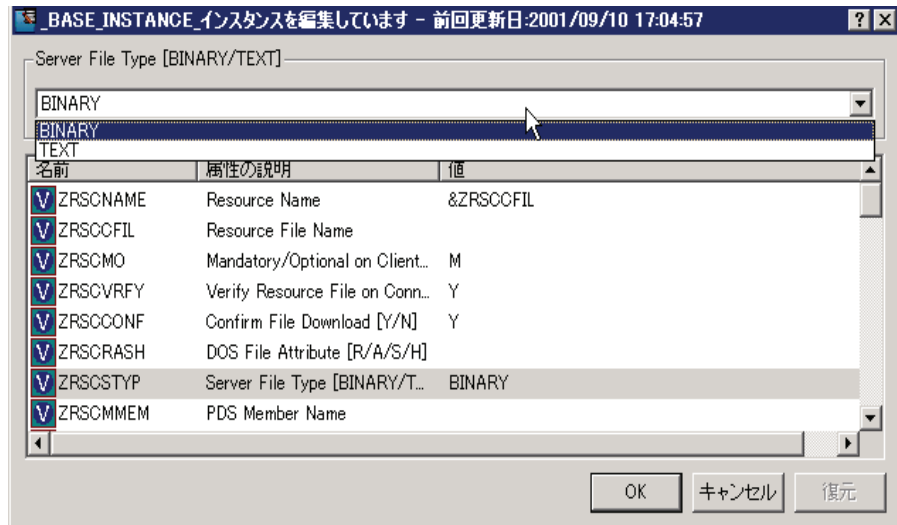 _BASE_INSTANCE_インスタンスを編集しています - 前回更新日:2001/09/10 17:04:57
Server File Type [BINARY/TEXT]
BINARY
BINARY
TEXT
名前 属性の説明 値
ZRSCNAME Resource Name &ZRSCCFIL
ZRSCCFIL Resource File Name
ZRSCMO Mandatory/Optional on Client... M
ZRSCVRFY Verify Resource File on Conn... Y
ZRSCCONF Confirm File Download [Y/N] Y
ZRSCRASH DOS File Attribute [R/A/S/H]
ZRSCSTYP Server File Type [BINARY/T... BINARY
ZRSCMMEM PDS Member Name
OK キャンセル 復元